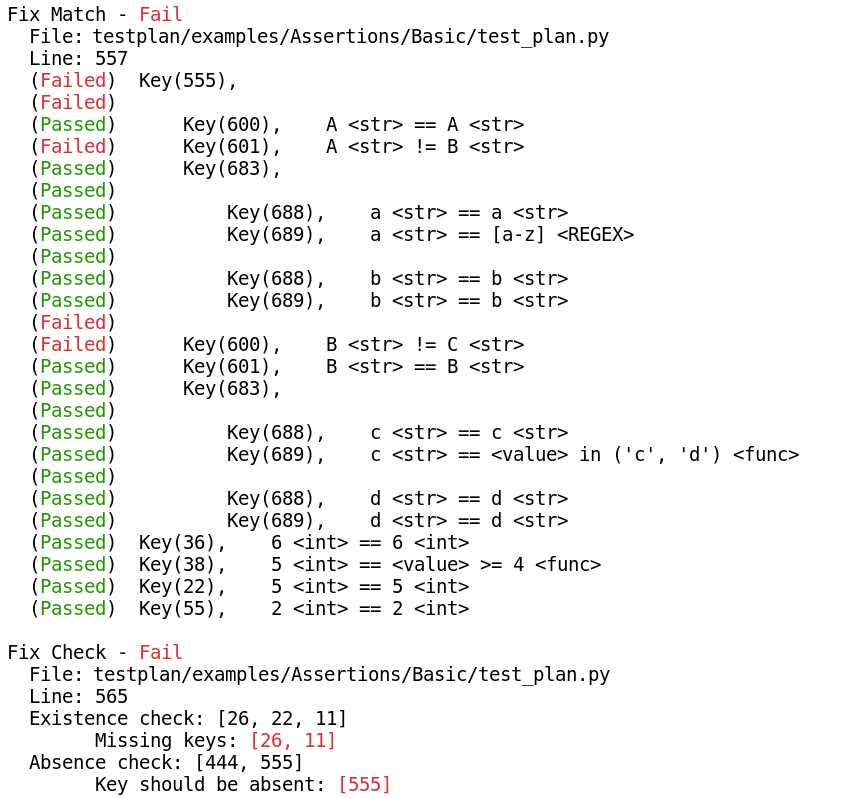 Fix Match - Fail
  File: testplan/examples/Assertions/Basic/test_plan.py
  Line: 557
  (Failed)  Key(555),
  (Failed)
  (Passed)      Key(600),    A <str> == A <str>
  (Failed)      Key(601),    A <str> != B <str>
  (Passed)      Key(683),
  (Passed)
  (Passed)          Key(688),    a <str> == a <str>
  (Passed)          Key(689),    a <str> == [a-z] <REGEX>
  (Passed)
  (Passed)          Key(688),    b <str> == b <str>
  (Passed)          Key(689),    b <str> == b <str>
  (Failed)
  (Failed)      Key(600),    B <str> != C <str>
  (Passed)      Key(601),    B <str> == B <str>
  (Passed)      Key(683),
  (Passed)
  (Passed)          Key(688),    c <str> == c <str>
  (Passed)          Key(689),    c <str> == <value> in ('c', 'd') <func>
  (Passed)
  (Passed)          Key(688),    d <str> == d <str>
  (Passed)          Key(689),    d <str> == d <str>
  (Passed)  Key(36),    6 <int> == 6 <int>
  (Passed)  Key(38),    5 <int> == <value> >= 4 <func>
  (Passed)  Key(22),    5 <int> == 5 <int>
  (Passed)  Key(55),    2 <int> == 2 <int>

Fix Check - Fail
  File: testplan/examples/Assertions/Basic/test_plan.py
  Line: 565
  Existence check: [26, 22, 11]
        Missing keys: [26, 11]
  Absence check: [444, 555]
        Key should be absent: [555]